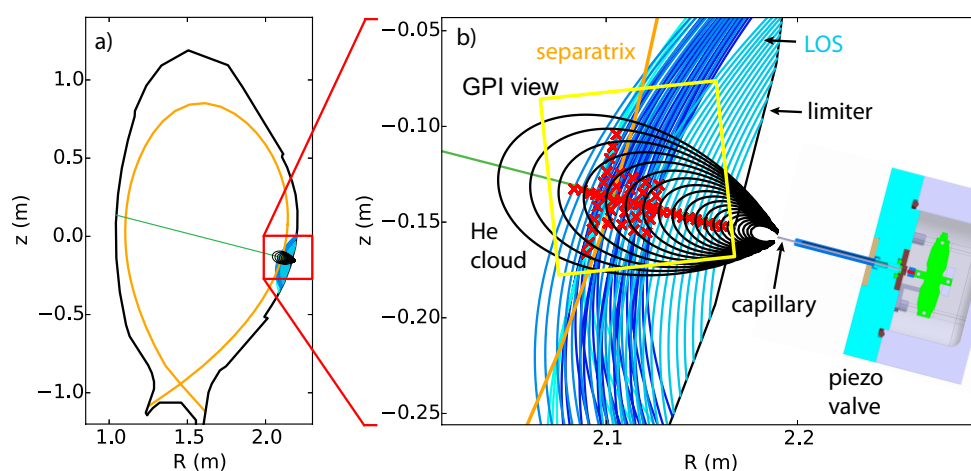 a)
1.0
0.5
0.0
−0.5
−1.0
z (m)
1.0
1.5
2.0
R (m)
b)
−0.05
−0.10
−0.15
−0.20
−0.25
z (m)
separatrix
LOS
GPI view
limiter
He
cloud
capillary
piezo
valve
2.1
2.2
R (m)